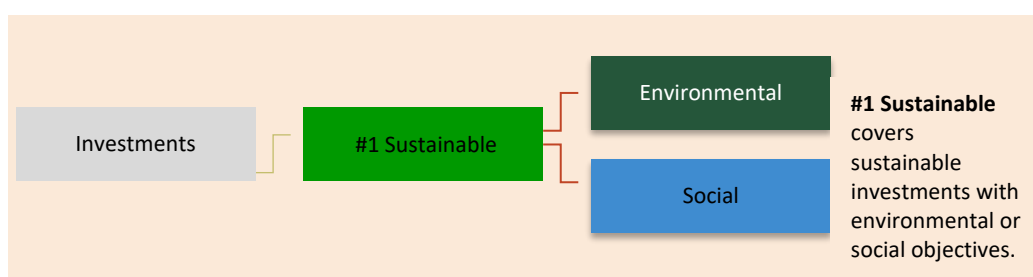 Investments
#1 Sustainable
Environmental
Social
#1 Sustainable
covers
sustainable
investments with
environmental or
social objectives.